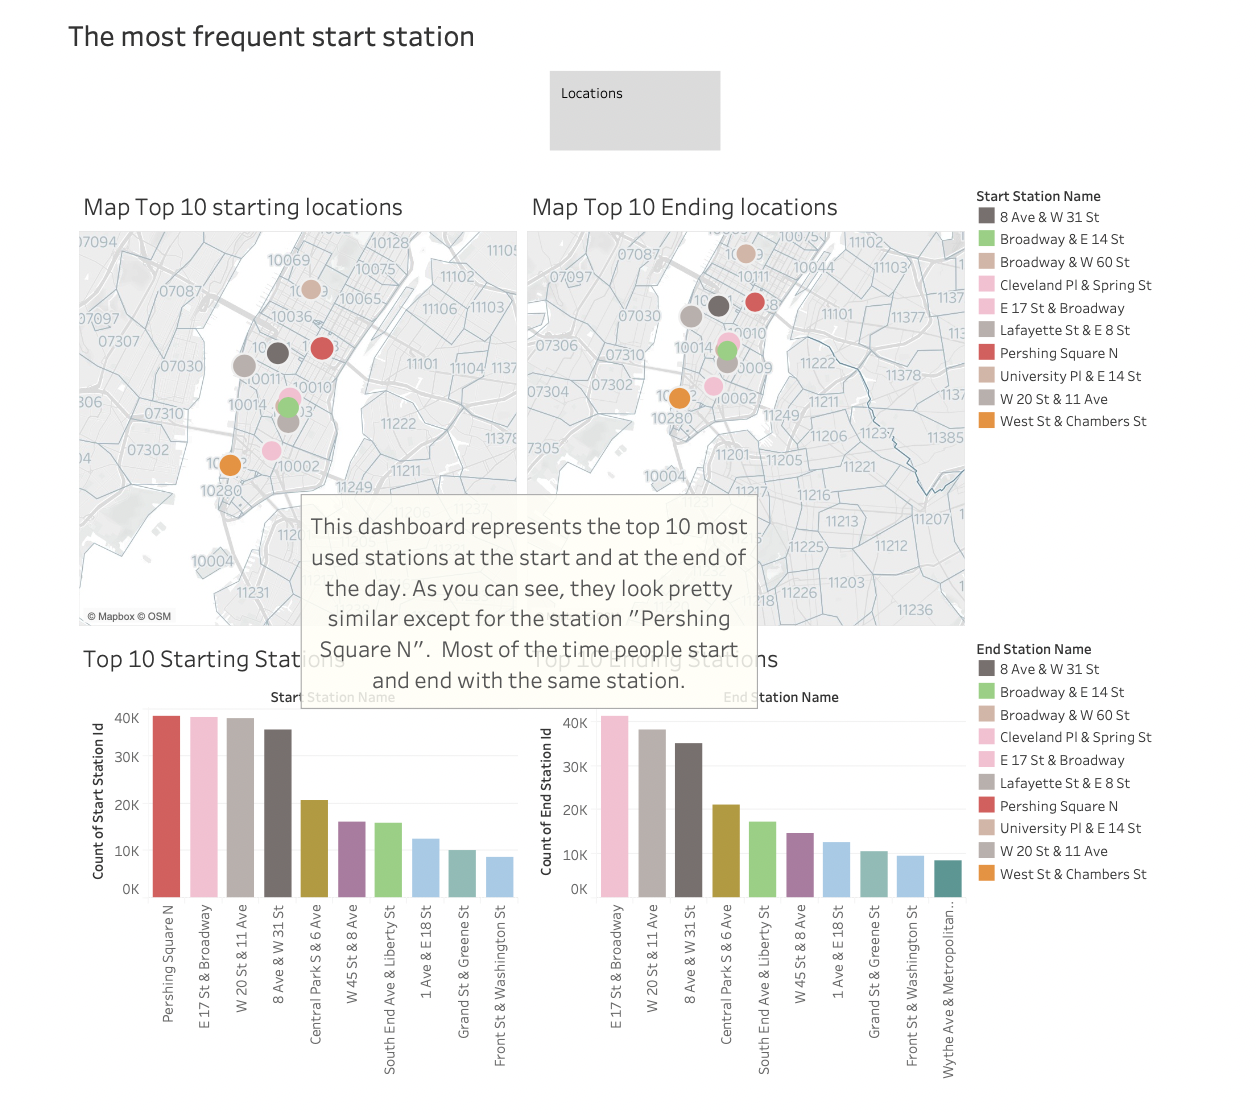 The most frequent start station
Locations
Map Top 10 starting locations
Map Top 10 Ending locations
07094
10128
11105
10069
10075
11102
07087
10065
11106
11103
07097
10036
07307
07030
11101
11104
10011
10010
10014
07310
11222
07302
10002
11211
10280
11249
10004
11231
© Mapbox © OSM
10075
11102
07087
07097
10044
11103
10111
07030
11101
11377
10010
07306
07310
10014
11222
10009
11378
07304
07302
10002
11211
10280
11249
11206
11237
11385
07305
11201
11205
11221
10004
11217
11216
11213
11207
11225
11212
11203
11226
11236
This dashboard represents the top 10 most
used stations at the start and at the end of
the day. As you can see, they look pretty
similar except for the station "Pershing
Square N".  Most of the time people start
and end with the same station.
Start Station Name
8 Ave & W 31 St
Broadway & E 14 St
Broadway & W 60 St
Cleveland Pl & Spring St
E 17 St & Broadway
Lafayette St & E 8 St
Pershing Square N
University Pl & E 14 St
W 20 St & 11 Ave
West St & Chambers St
Top 10 Starting Stations
Start Station Name
Count of Start Station Id
40K
30K
20K
10K
0K
Pershing Square N
E 17 St & Broadway
W 20 St & 11 Ave
8 Ave & W 31 St
Central Park S & 6 Ave
W 45 St & 8 Ave
South End Ave & Liberty St
1 Ave & E 18 St
Grand St & Greene St
Front St & Washington St
Top 10 Ending Stations
End Station Name
Count of End Station Id
40K
30K
20K
10K
0K
E 17 St & Broadway
W 20 St & 11 Ave
8 Ave & W 31 St
Central Park S & 6 Ave
South End Ave & Liberty St
W 45 St & 8 Ave
1 Ave & E 18 St
Grand St & Greene St
Front St & Washington St
Wythe Ave & Metropolitan..
End Station Name
8 Ave & W 31 St
Broadway & E 14 St
Broadway & W 60 St
Cleveland Pl & Spring St
E 17 St & Broadway
Lafayette St & E 8 St
Pershing Square N
University Pl & E 14 St
W 20 St & 11 Ave
West St & Chambers St